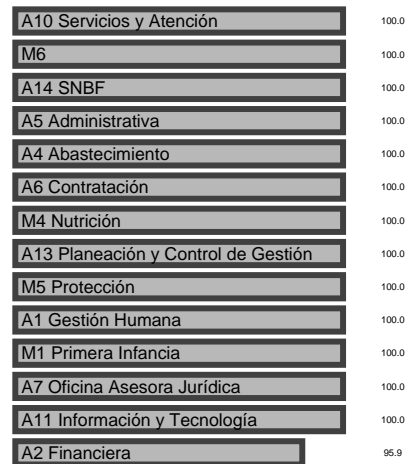 A10 Servicios y Atención 100.0
M6 100.0
A14 SNBF 100.0
A5 Administrativa 100.0
A4 Abastecimiento 100.0
A6 Contratación 100.0
M4 Nutrición 100.0
A13 Planeación y Control de Gestión 100.0
M5 Protección 100.0
A1 Gestión Humana 100.0
M1 Primera Infancia 100.0
A7 Oficina Asesora Jurídica 100.0
A11 Información y Tecnología 100.0
A2 Financiera 95.9